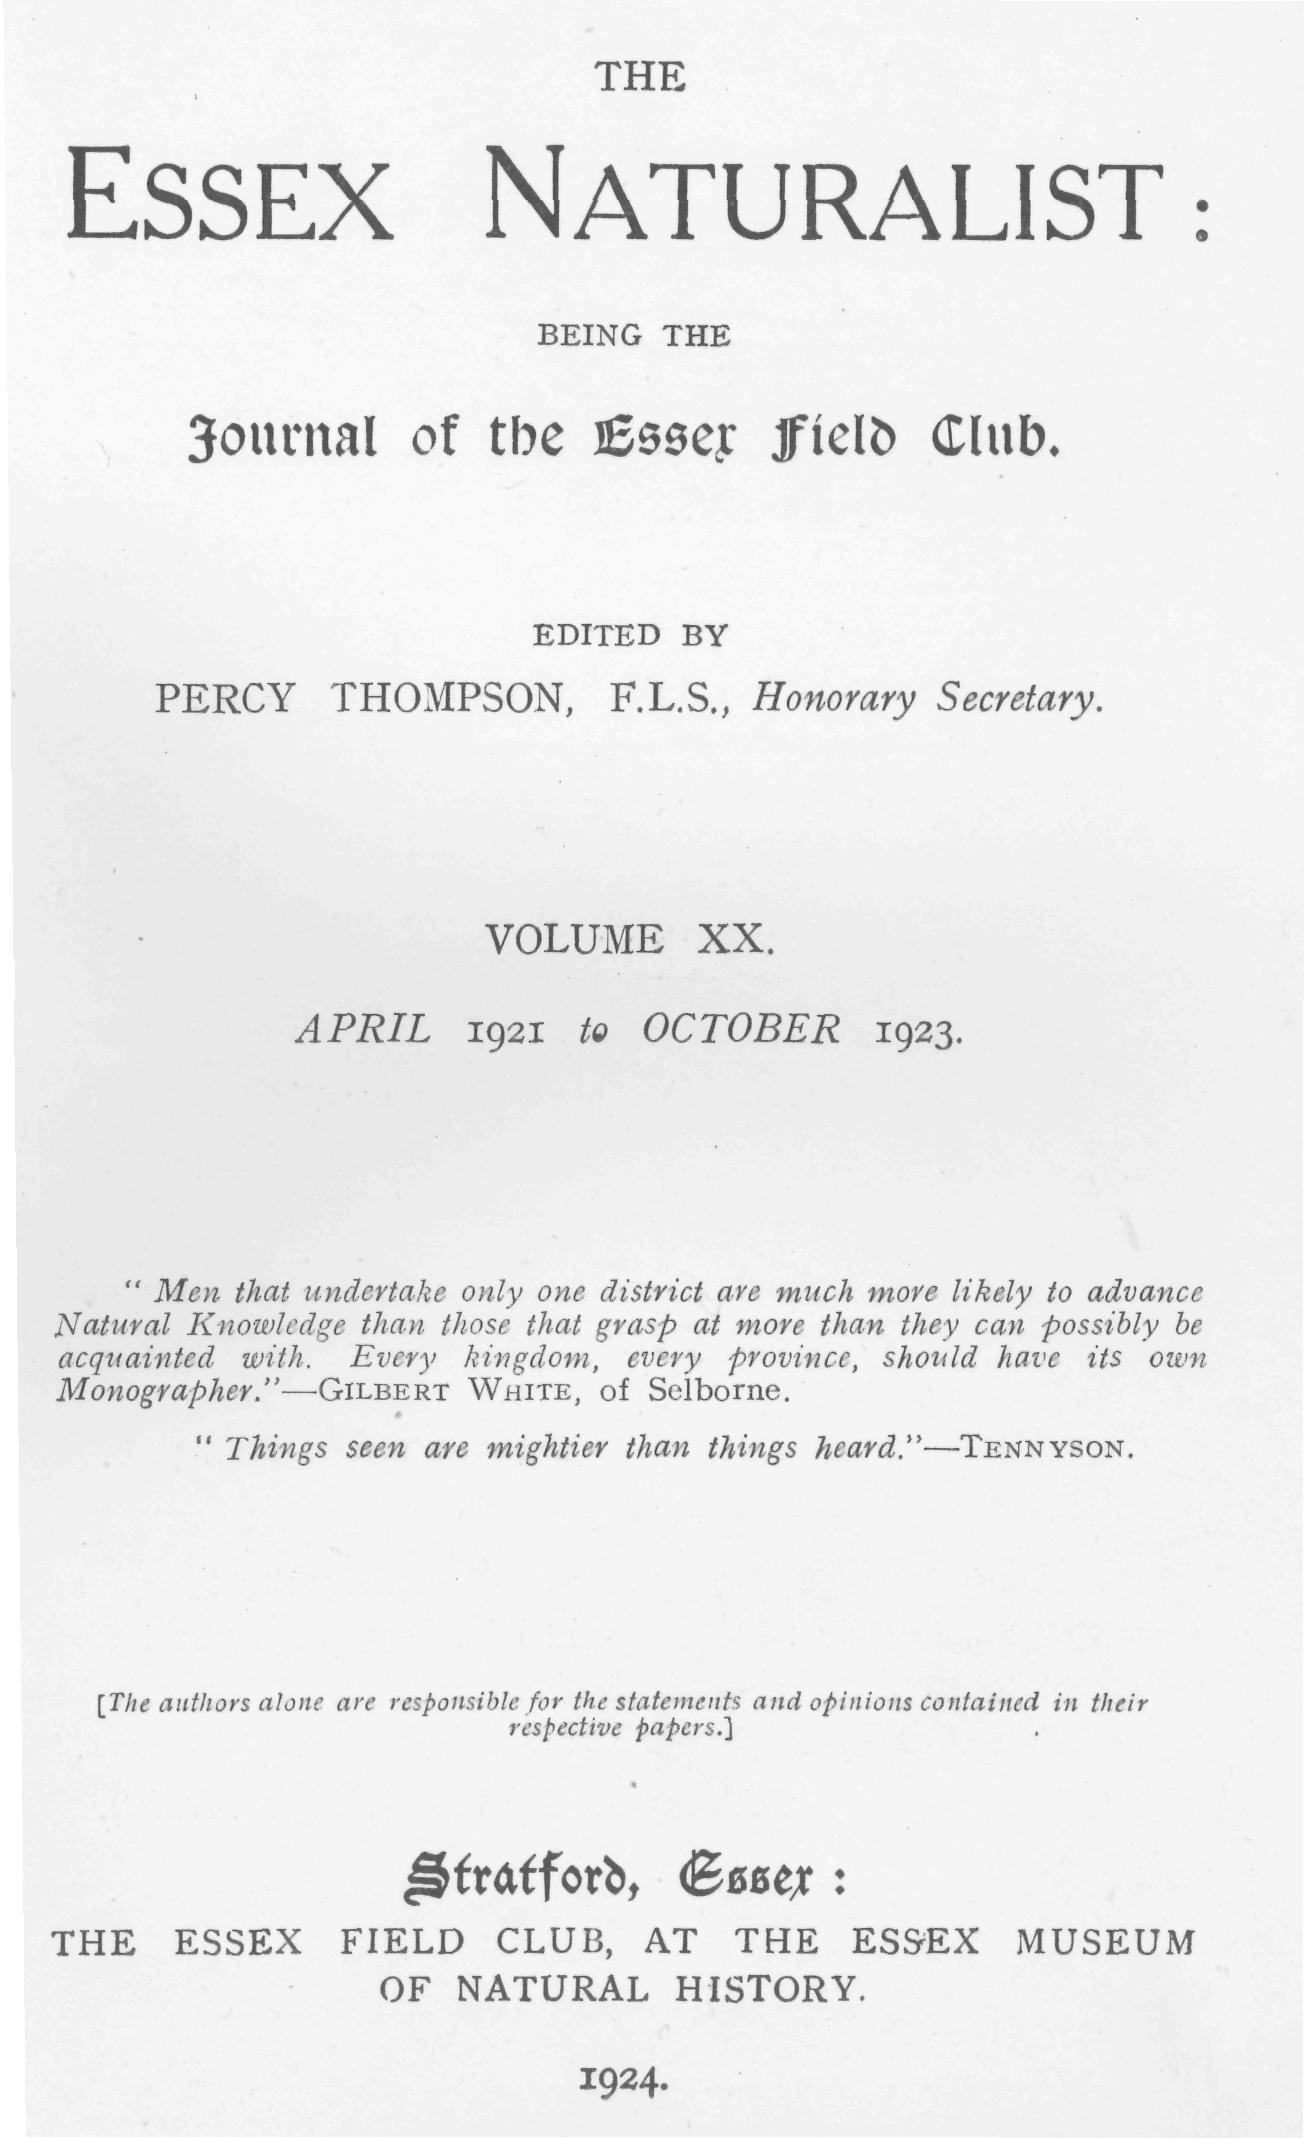 THE
ESSEX NATURALIST:
BEING THE
Journal of the Essex Field Club.
EDITED BY
PERCY THOMPSON, F.L.S., Honorary Secretary.
VOLUME XX.
APRIL 1921 to OCTOBER 1923.
“ Men that undertake only one district are much more likely to advance
Natural Knowledge than those that grasp at more than they can possibly be
acquainted with. Every kingdom, every province, should have its own
Monographer.”—GILBERT WHITE, of Selborne.
“ Things seen are mightier than things heard.”—TENNYSON.
[The authors alone are responsible for the statements and opinions contained in their
respective papers.]
Stratford, Essex :
THE ESSEX FIELD CLUB, AT THE ESSEX MUSEUM
OF NATURAL HISTORY.
1924.